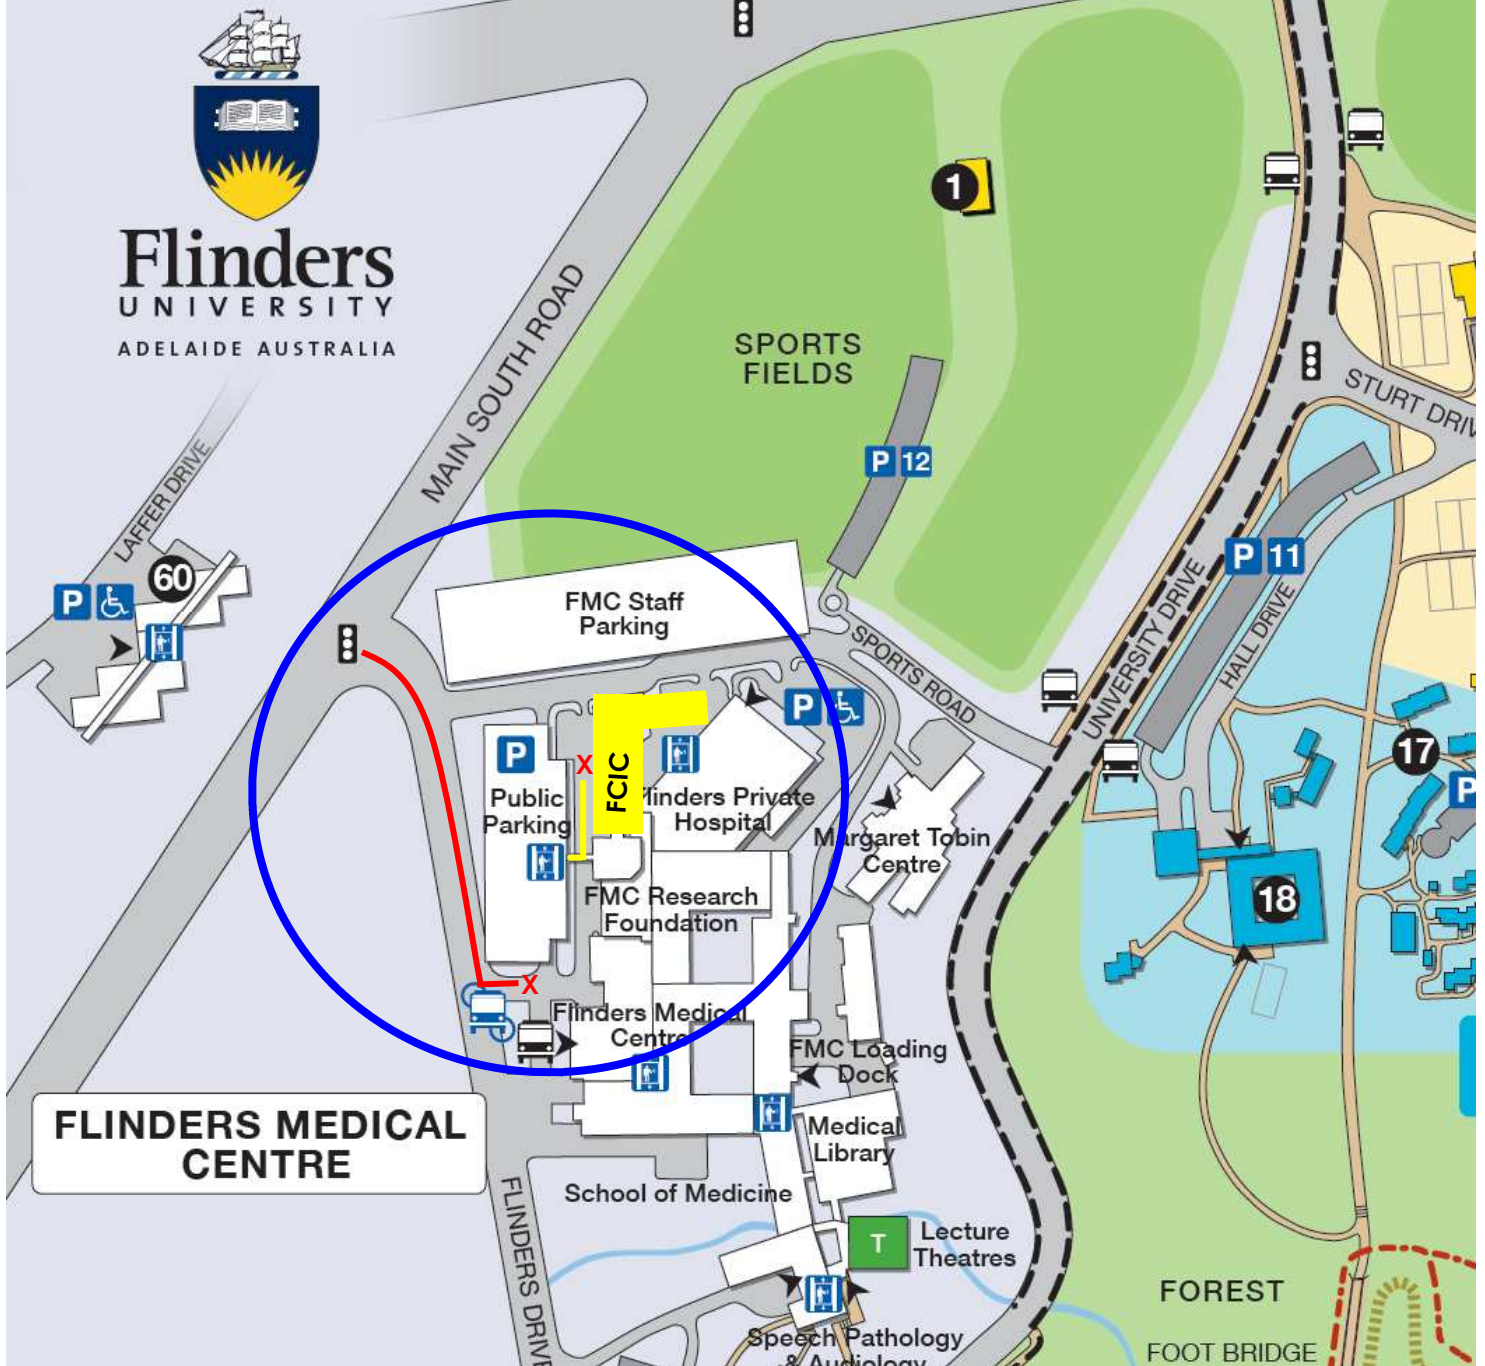 Flinders
UNIVERSITY
ADELAIDE AUSTRALIA
1
MAIN SOUTH ROAD
SPORTS
FIELDS
STURT DRIV
P 12
LAFFER DRIVE
60
P
P 11
FMC Staff
Parking
SPORTS ROAD
UNIVERSITY DRIVE
HALL DRIVE
P
P
17
P
X
FCIC
Public
Parking
Flinders Private
Hospital
Margaret Tobin
Centre
18
FMC Research
Foundation
X
Flinders Medical
Centre
FMC Loading
Dock
FLINDERS MEDICAL
CENTRE
Medical
Library
School of Medicine
FLINDERS DRIVE
T
Lecture
Theatres
FOREST
Speech Pathology
& Audiology
FOOT BRIDGE